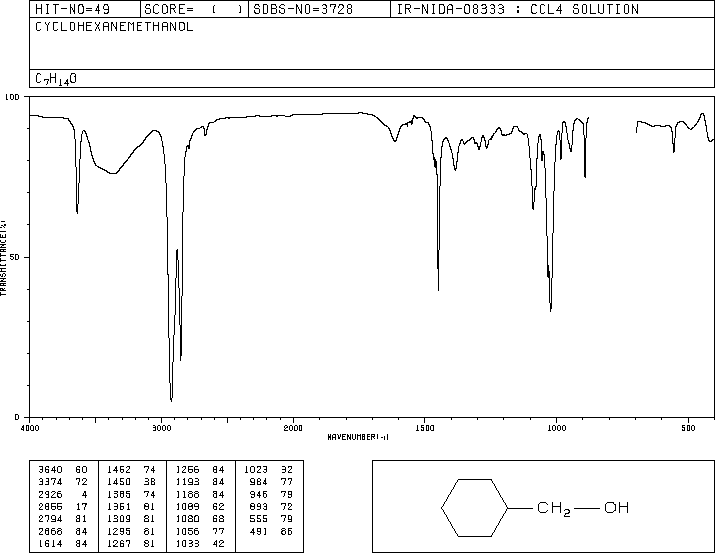 HIT-NO=49 SCORE= ( ) SDBS-NO=3728 IR-NIDA-08333 : CCL4 SOLUTION
CYCLOHEXANEMETHANOL
C7H14O
100
50
0
TRANSMITTANCE(%)
4000 3000 2000 1500 1000 500
WAVENUMBER(-1)
3640 60 1462 74 1256 84 1023 32
3374 72 1450 38 1193 84 984 77
2926 4 1385 74 1188 84 946 79
2855 17 1351 81 1089 62 893 72
2794 81 1309 81 1080 68 555 79
2668 84 1295 81 1056 77 491 86
1614 84 1267 81 1033 42
CH2 OH